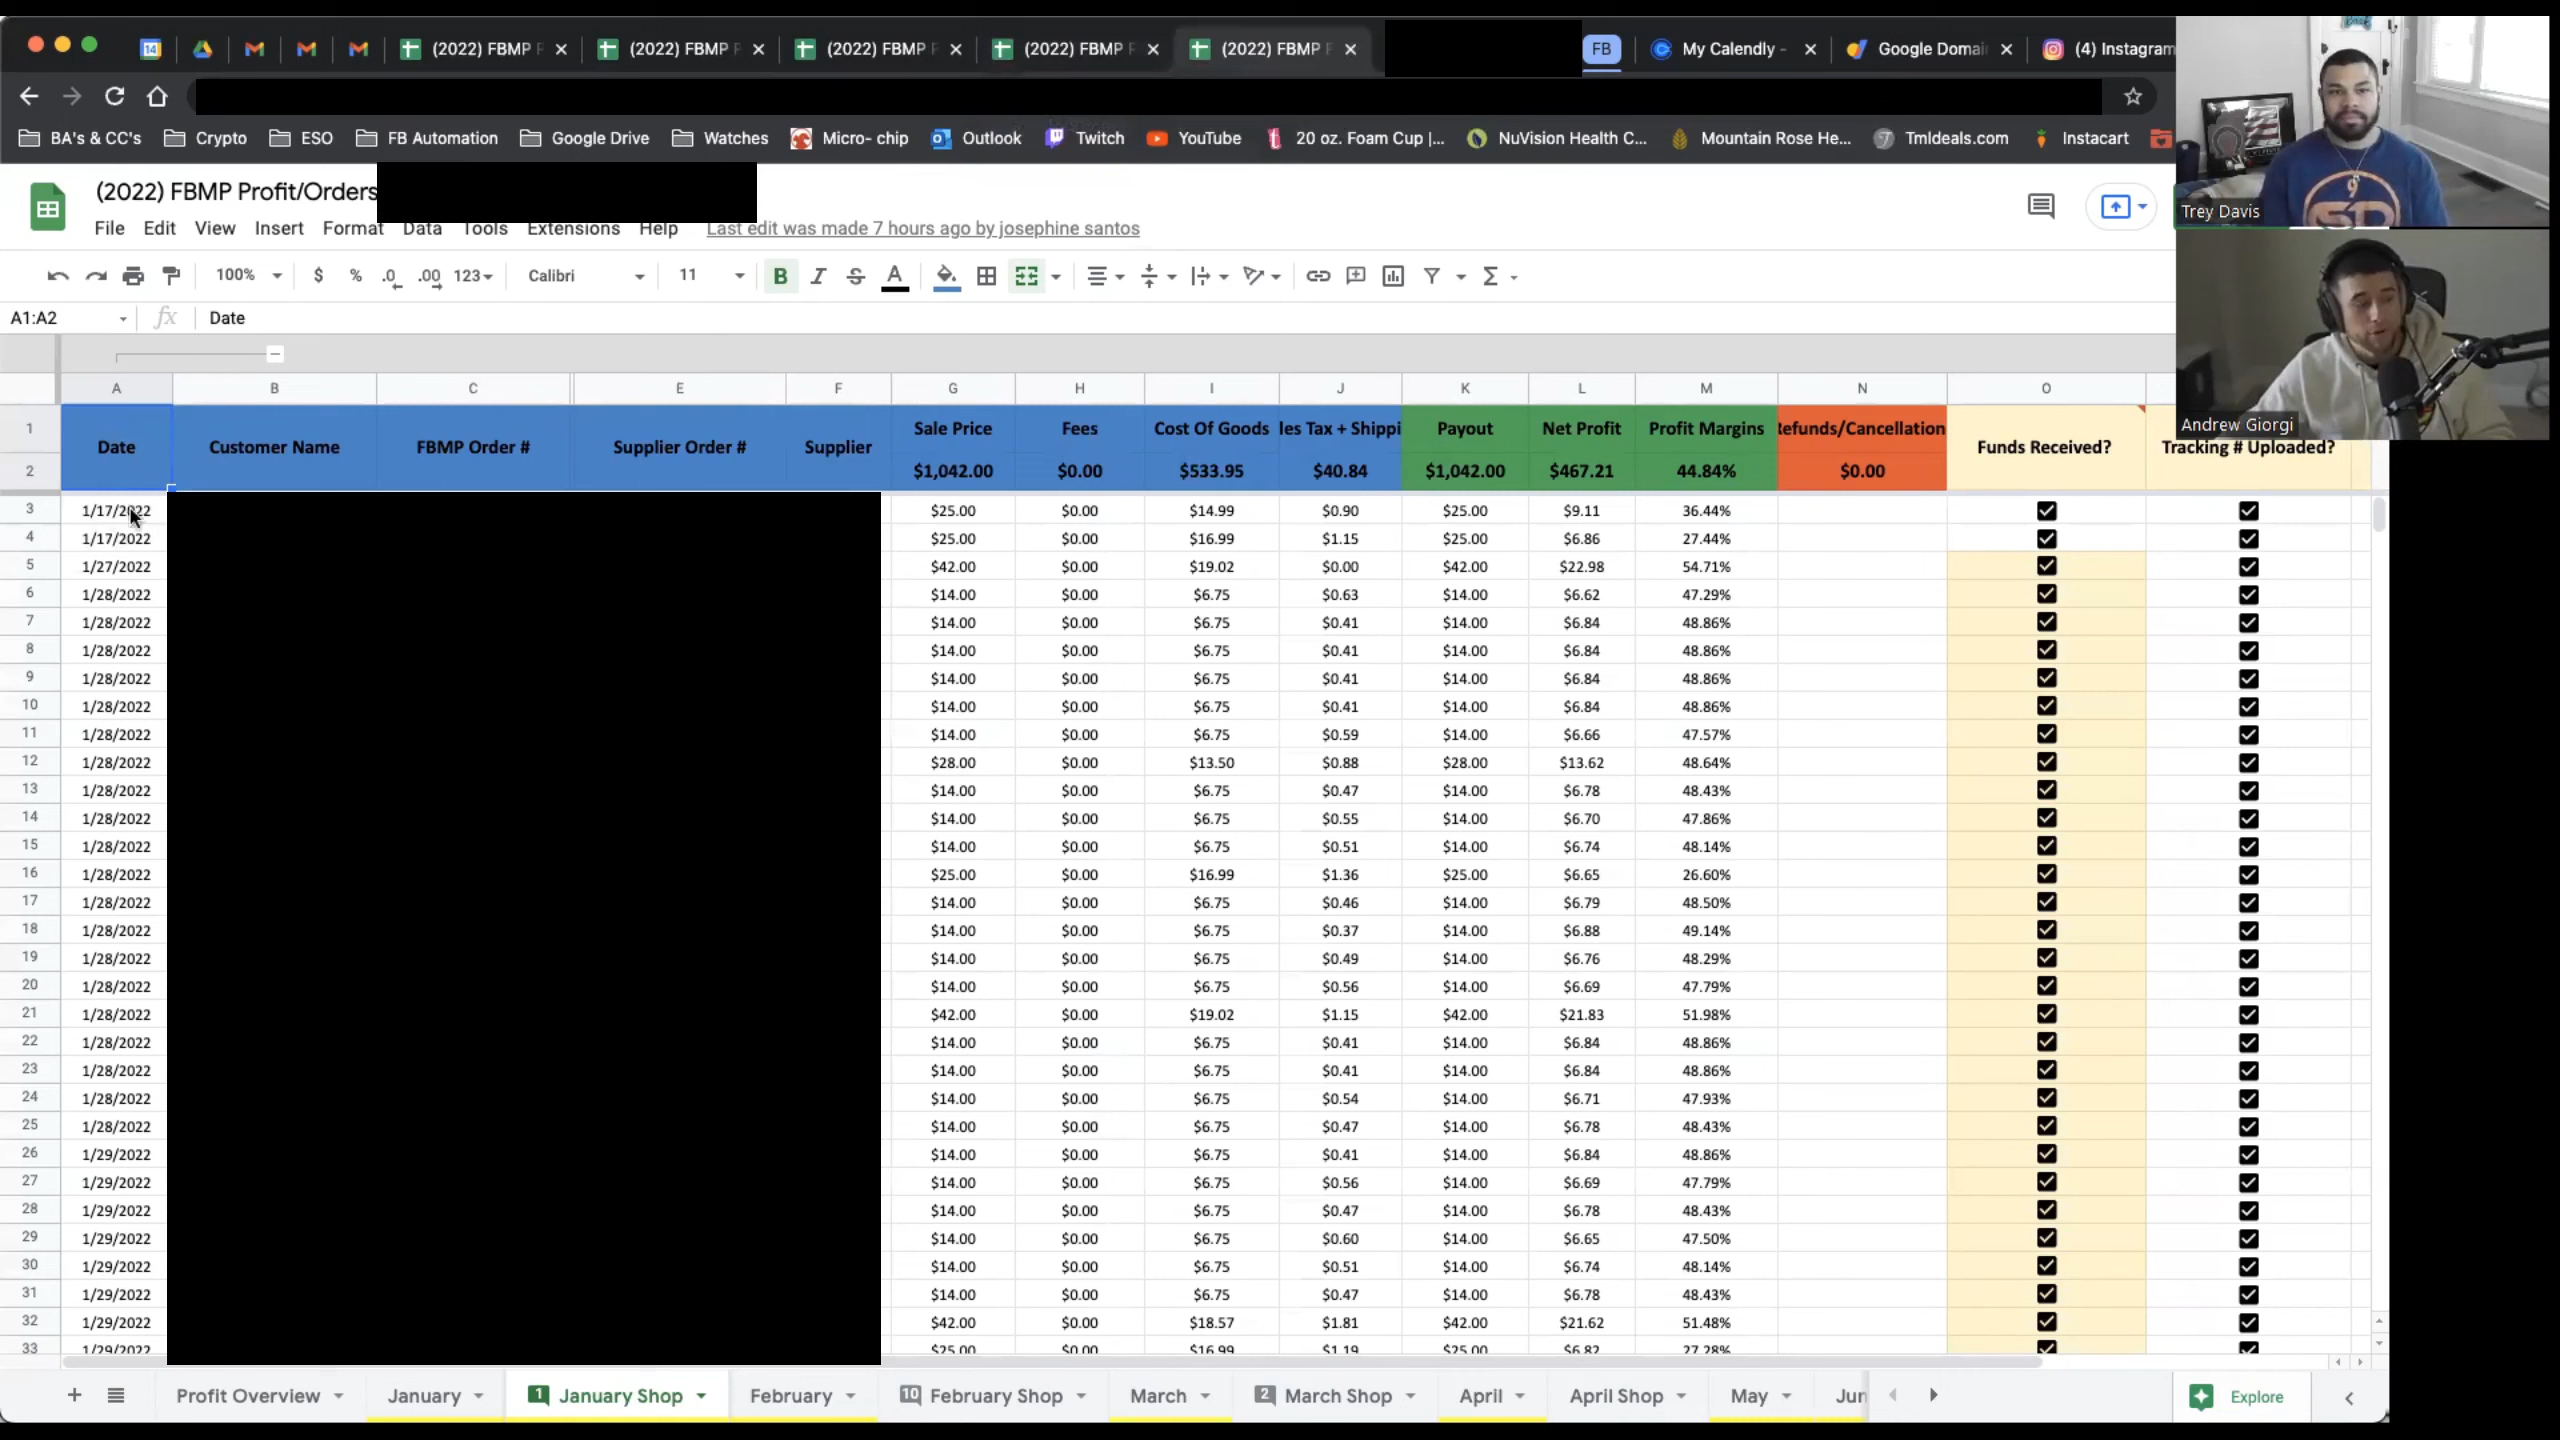 14 (2022) FBMP F (2022) FBMP F (2022) FBMP F (2022) FBMP F (2022) FBMP F FB My Calendly - Google Domai (4) Instagram
BA's & CC's Crypto ESO FB Automation Google Drive Watches Micro- chip Outlook Twitch YouTube 20 oz. Foam Cup |... NuVision Health C... Mountain Rose He... Tmldeals.com Instacart
(2022) FBMP Profit/Orders
File Edit View Insert Format Data Tools Extensions Help Last edit was made 7 hours ago by josephine santos
Trey Davis
100% $ % .0 .00 123 Calibri 11 B I S A
A1:A2 fx Date
Andrew Giorgi
A B C E F G H I J K L M N O
1 Date Customer Name FBMP Order # Supplier Order # Supplier Sale Price Fees Cost Of Goods les Tax + Shippi Payout Net Profit Profit Margins efunds/Cancellation Funds Received? Tracking # Uploaded?
2 $1,042.00 $0.00 $533.95 $40.84 $1,042.00 $467.21 44.84% $0.00
3 1/17/2022 $25.00 $0.00 $14.99 $0.90 $25.00 $9.11 36.44%
4 1/17/2022 $25.00 $0.00 $16.99 $1.15 $25.00 $6.86 27.44%
5 1/27/2022 $42.00 $0.00 $19.02 $0.00 $42.00 $22.98 54.71%
6 1/28/2022 $14.00 $0.00 $6.75 $0.63 $14.00 $6.62 47.29%
7 1/28/2022 $14.00 $0.00 $6.75 $0.41 $14.00 $6.84 48.86%
8 1/28/2022 $14.00 $0.00 $6.75 $0.41 $14.00 $6.84 48.86%
9 1/28/2022 $14.00 $0.00 $6.75 $0.41 $14.00 $6.84 48.86%
10 1/28/2022 $14.00 $0.00 $6.75 $0.41 $14.00 $6.84 48.86%
11 1/28/2022 $14.00 $0.00 $6.75 $0.59 $14.00 $6.66 47.57%
12 1/28/2022 $28.00 $0.00 $13.50 $0.88 $28.00 $13.62 48.64%
13 1/28/2022 $14.00 $0.00 $6.75 $0.47 $14.00 $6.78 48.43%
14 1/28/2022 $14.00 $0.00 $6.75 $0.55 $14.00 $6.70 47.86%
15 1/28/2022 $14.00 $0.00 $6.75 $0.51 $14.00 $6.74 48.14%
16 1/28/2022 $25.00 $0.00 $16.99 $1.36 $25.00 $6.65 26.60%
17 1/28/2022 $14.00 $0.00 $6.75 $0.46 $14.00 $6.79 48.50%
18 1/28/2022 $14.00 $0.00 $6.75 $0.37 $14.00 $6.88 49.14%
19 1/28/2022 $14.00 $0.00 $6.75 $0.49 $14.00 $6.76 48.29%
20 1/28/2022 $14.00 $0.00 $6.75 $0.56 $14.00 $6.69 47.79%
21 1/28/2022 $42.00 $0.00 $19.02 $1.15 $42.00 $21.83 51.98%
22 1/28/2022 $14.00 $0.00 $6.75 $0.41 $14.00 $6.84 48.86%
23 1/28/2022 $14.00 $0.00 $6.75 $0.41 $14.00 $6.84 48.86%
24 1/28/2022 $14.00 $0.00 $6.75 $0.54 $14.00 $6.71 47.93%
25 1/28/2022 $14.00 $0.00 $6.75 $0.47 $14.00 $6.78 48.43%
26 1/29/2022 $14.00 $0.00 $6.75 $0.41 $14.00 $6.84 48.86%
27 1/29/2022 $14.00 $0.00 $6.75 $0.56 $14.00 $6.69 47.79%
28 1/29/2022 $14.00 $0.00 $6.75 $0.47 $14.00 $6.78 48.43%
29 1/29/2022 $14.00 $0.00 $6.75 $0.60 $14.00 $6.65 47.50%
30 1/29/2022 $14.00 $0.00 $6.75 $0.51 $14.00 $6.74 48.14%
31 1/29/2022 $14.00 $0.00 $6.75 $0.47 $14.00 $6.78 48.43%
32 1/29/2022 $42.00 $0.00 $18.57 $1.81 $42.00 $21.62 51.48%
33 1/29/2022 $25.00 $0.00 $16.99 $1.19 $25.00 $6.82 27.28%
Profit Overview January 1 January Shop February 10 February Shop March 2 March Shop April April Shop May Jun Explore